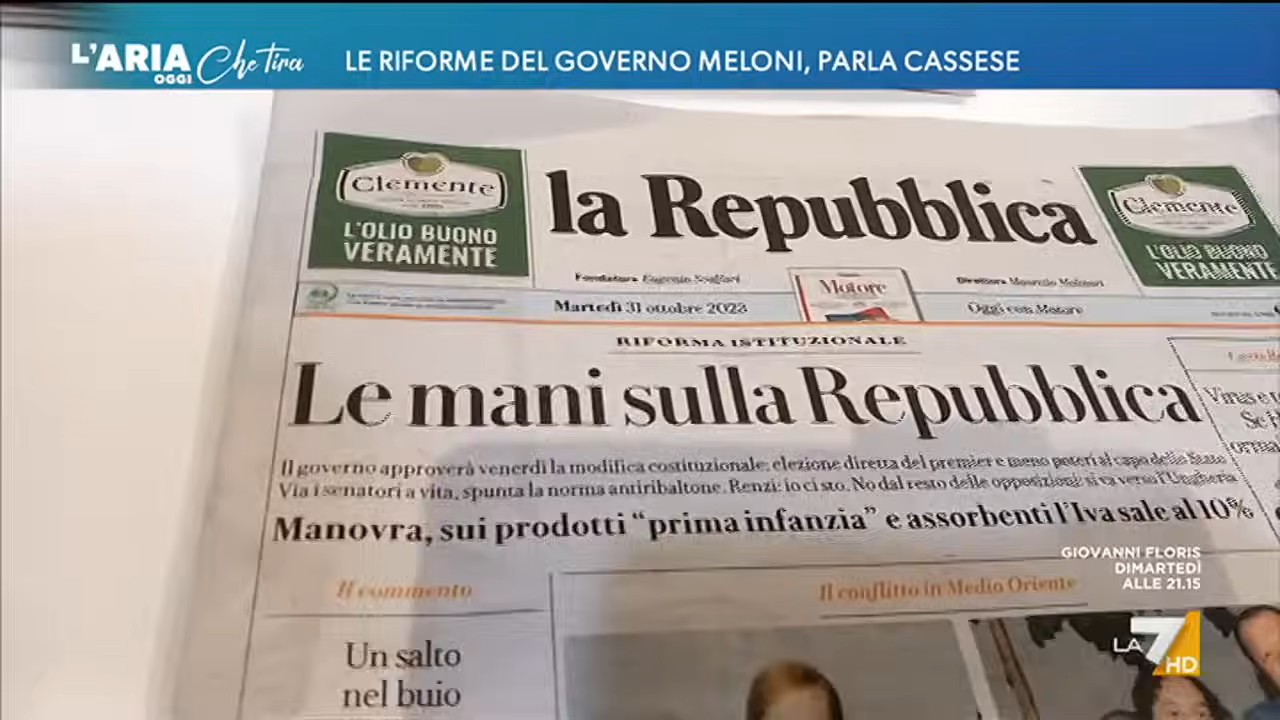 L'ARIA
OGGI
Che tira
LE RIFORME DEL GOVERNO MELONI, PARLA CASSESE
Clemente
L'OLIO BUONO
VERAMENTE
la Repubblica
Clemente
L'OLIO BUONO
VERAMENTE
Fondatore Eugenio Scalfari
Direttore Maurizio Molinari
Martedì 31 ottobre 2023
Motore
Oggi con Motore
RIFORMA ISTITUZIONALE
Le mani sulla Repubblica
Il governo approverà venerdì la modifica costituzionale: elezione diretta del premier e meno poteri al capo dello Stato
Via i senatori a vita, spunta la norma antiribaltone. Renzi: io ci sto. No dal resto delle opposizioni: si va verso l'Ungheria
Manovra, sui prodotti “prima infanzia” e assorbenti l'Iva sale al 10%
Il commento
Un salto
nel buio
Il conflitto in Medio Oriente
GIOVANNI FLORIS
DIMARTEDÌ
ALLE 21.15
LA 7 HD